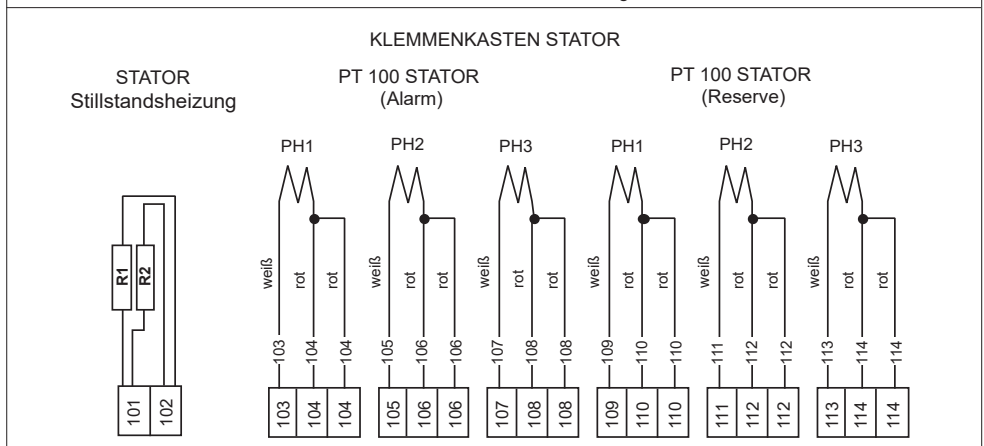 KLEMMENKASTEN STATOR
STATOR
Stillstandsheizung
PT 100 STATOR
(Alarm)
PT 100 STATOR
(Reserve)
PH1 PH2 PH3 PH1 PH2 PH3
R1 R2
weiß rot rot weiß rot rot weiß rot rot weiß rot rot weiß rot rot weiß rot rot
103 104 104 105 106 106 107 108 108 109 110 110 111 112 112 113 114 114
101 102 103 104 104 105 106 106 107 108 108 109 110 110 111 112 112 113 114 114